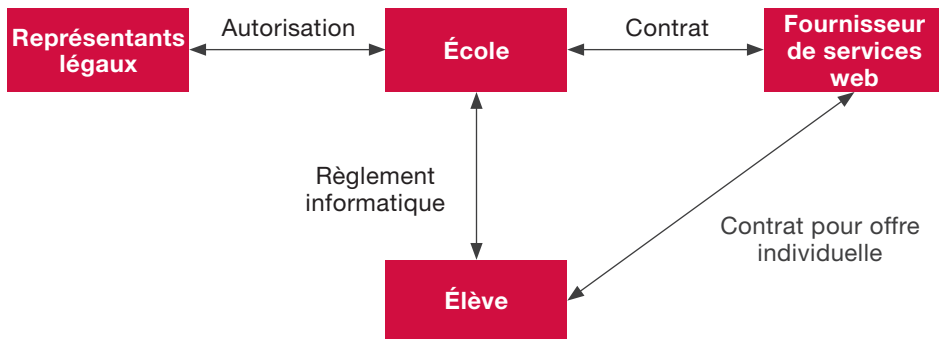 Représentants
légaux
Autorisation
École
Contrat
Fournisseur
de services
web
Règlement
informatique
Contrat pour offre
individuelle
Élève